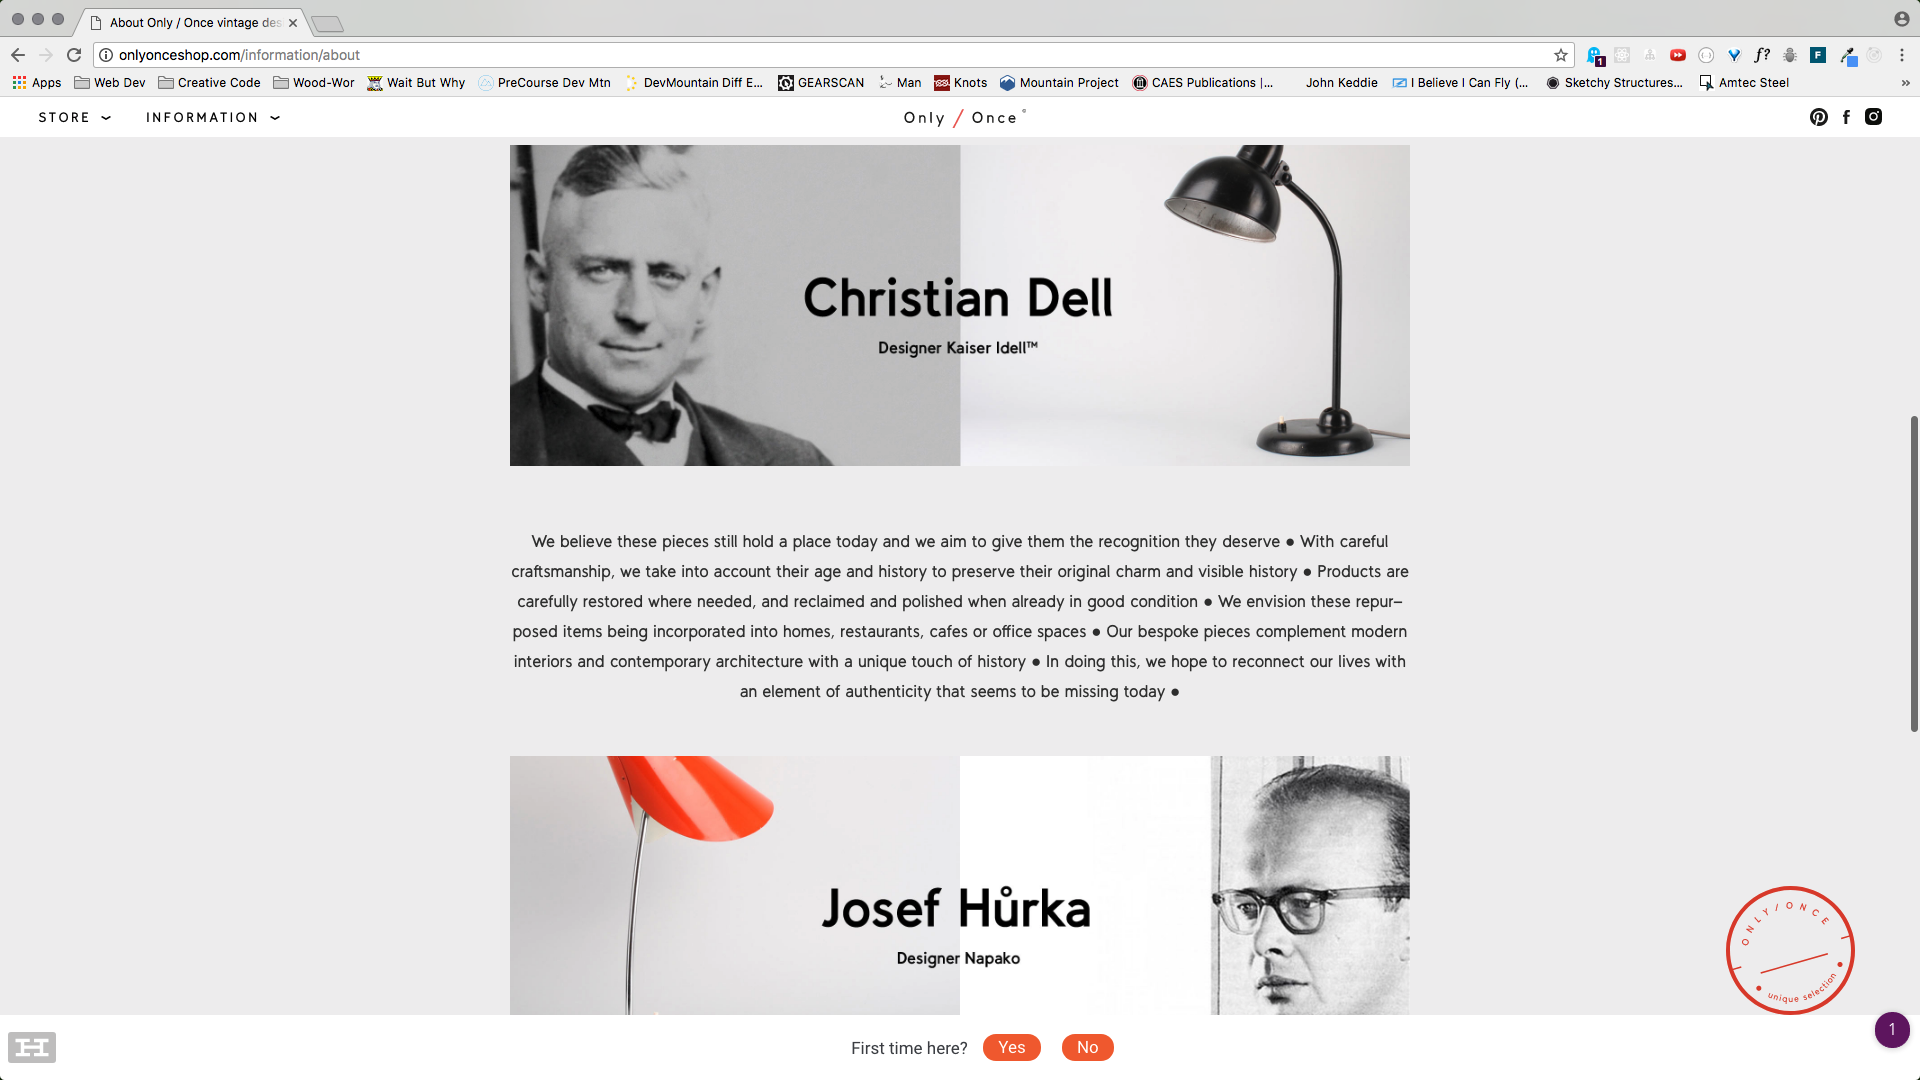 About Only / Once vintage des
onlyonceshop.com/information/about
1
f?
F
Apps
Web Dev
Creative Code
Wood-Wor
Wait But Why
PreCourse Dev Mtn
DevMountain Diff E...
GEARSCAN
Man
Knots
Mountain Project
CAES Publications |...
John Keddie
I Believe I Can Fly (...
Sketchy Structures...
Amtec Steel
»
STORE
INFORMATION
Only / Once
Christian Dell
Designer Kaiser Idell™
We believe these pieces still hold a place today and we aim to give them the recognition they deserve ● With careful
craftsmanship, we take into account their age and history to preserve their original charm and visible history ● Products are
carefully restored where needed, and reclaimed and polished when already in good condition ● We envision these repur–
posed items being incorporated into homes, restaurants, cafes or office spaces ● Our bespoke pieces complement modern
interiors and contemporary architecture with a unique touch of history ● In doing this, we hope to reconnect our lives with
an element of authenticity that seems to be missing today ●
Josef Hůrka
Designer Napako
ONLY/ONCE
unique selection
First time here?
Yes
No
1